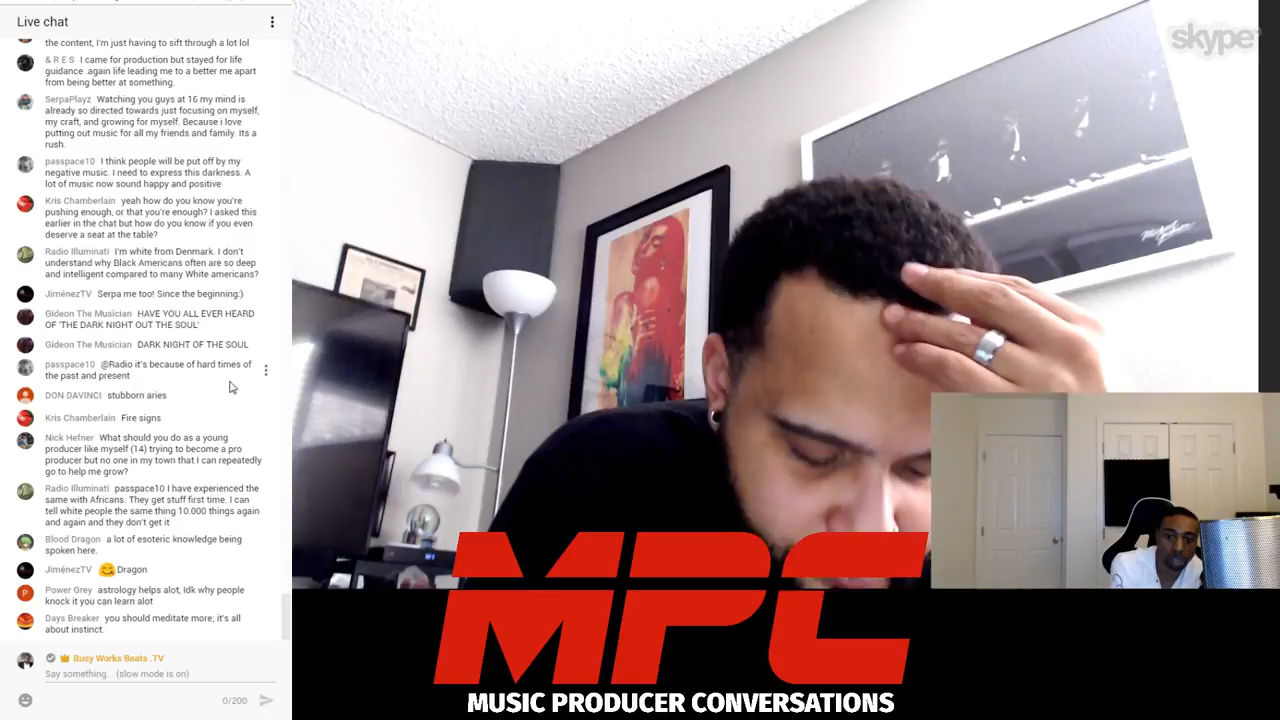 Live chat
the content, I'm just having to sift through a lot lol
& R E S I came for production but stayed for life
guidance .again life leading me to a better me apart
from being better at something.
SerpaPlayz Watching you guys at 16 my mind is
already so directed towards just focusing on myself,
my craft, and growing for myself. Because i love
putting out music for all my friends and family. Its a
rush.
passpace10 I think people will be put off by my
negative music. I need to express this darkness. A
lot of music now sound happy and positive
Kris Chamberlain yeah how do you know you're
pushing enough, or that you're enough? I asked this
earlier in the chat but how do you know if you even
deserve a seat at the table?
Radio Illuminati I'm white from Denmark. I don't
understand why Black Americans often are so deep
and intelligent compared to many White americans?
JiménezTV Serpa me too! Since the beginning:)
Gideon The Musician HAVE YOU ALL EVER HEARD
OF 'THE DARK NIGHT OUT THE SOUL'
Gideon The Musician DARK NIGHT OF THE SOUL
passpace10 @Radio it's because of hard times of
the past and present
DON DAVINCI stubborn aries
Kris Chamberlain Fire signs
Nick Hefner What should you do as a young
producer like myself (14) trying to become a pro
producer but no one in my town that I can repeatedly
go to help me grow?
Radio Illuminati passpace10 I have experienced the
same with Africans. They get stuff first time. I can
tell white people the same thing 10.000 things again
and again and they don't get it
Blood Dragon a lot of esoteric knowledge being
spoken here.
JiménezTV 😋 Dragon
P
Power Grey astrology helps alot, Idk why people
knock it you can learn alot
Days Breaker you should meditate more; it's all
about instinct.
Busy Works Beats .TV
Say something... (slow mode is on)
0/200
skype
MPC
MUSIC PRODUCER CONVERSATIONS